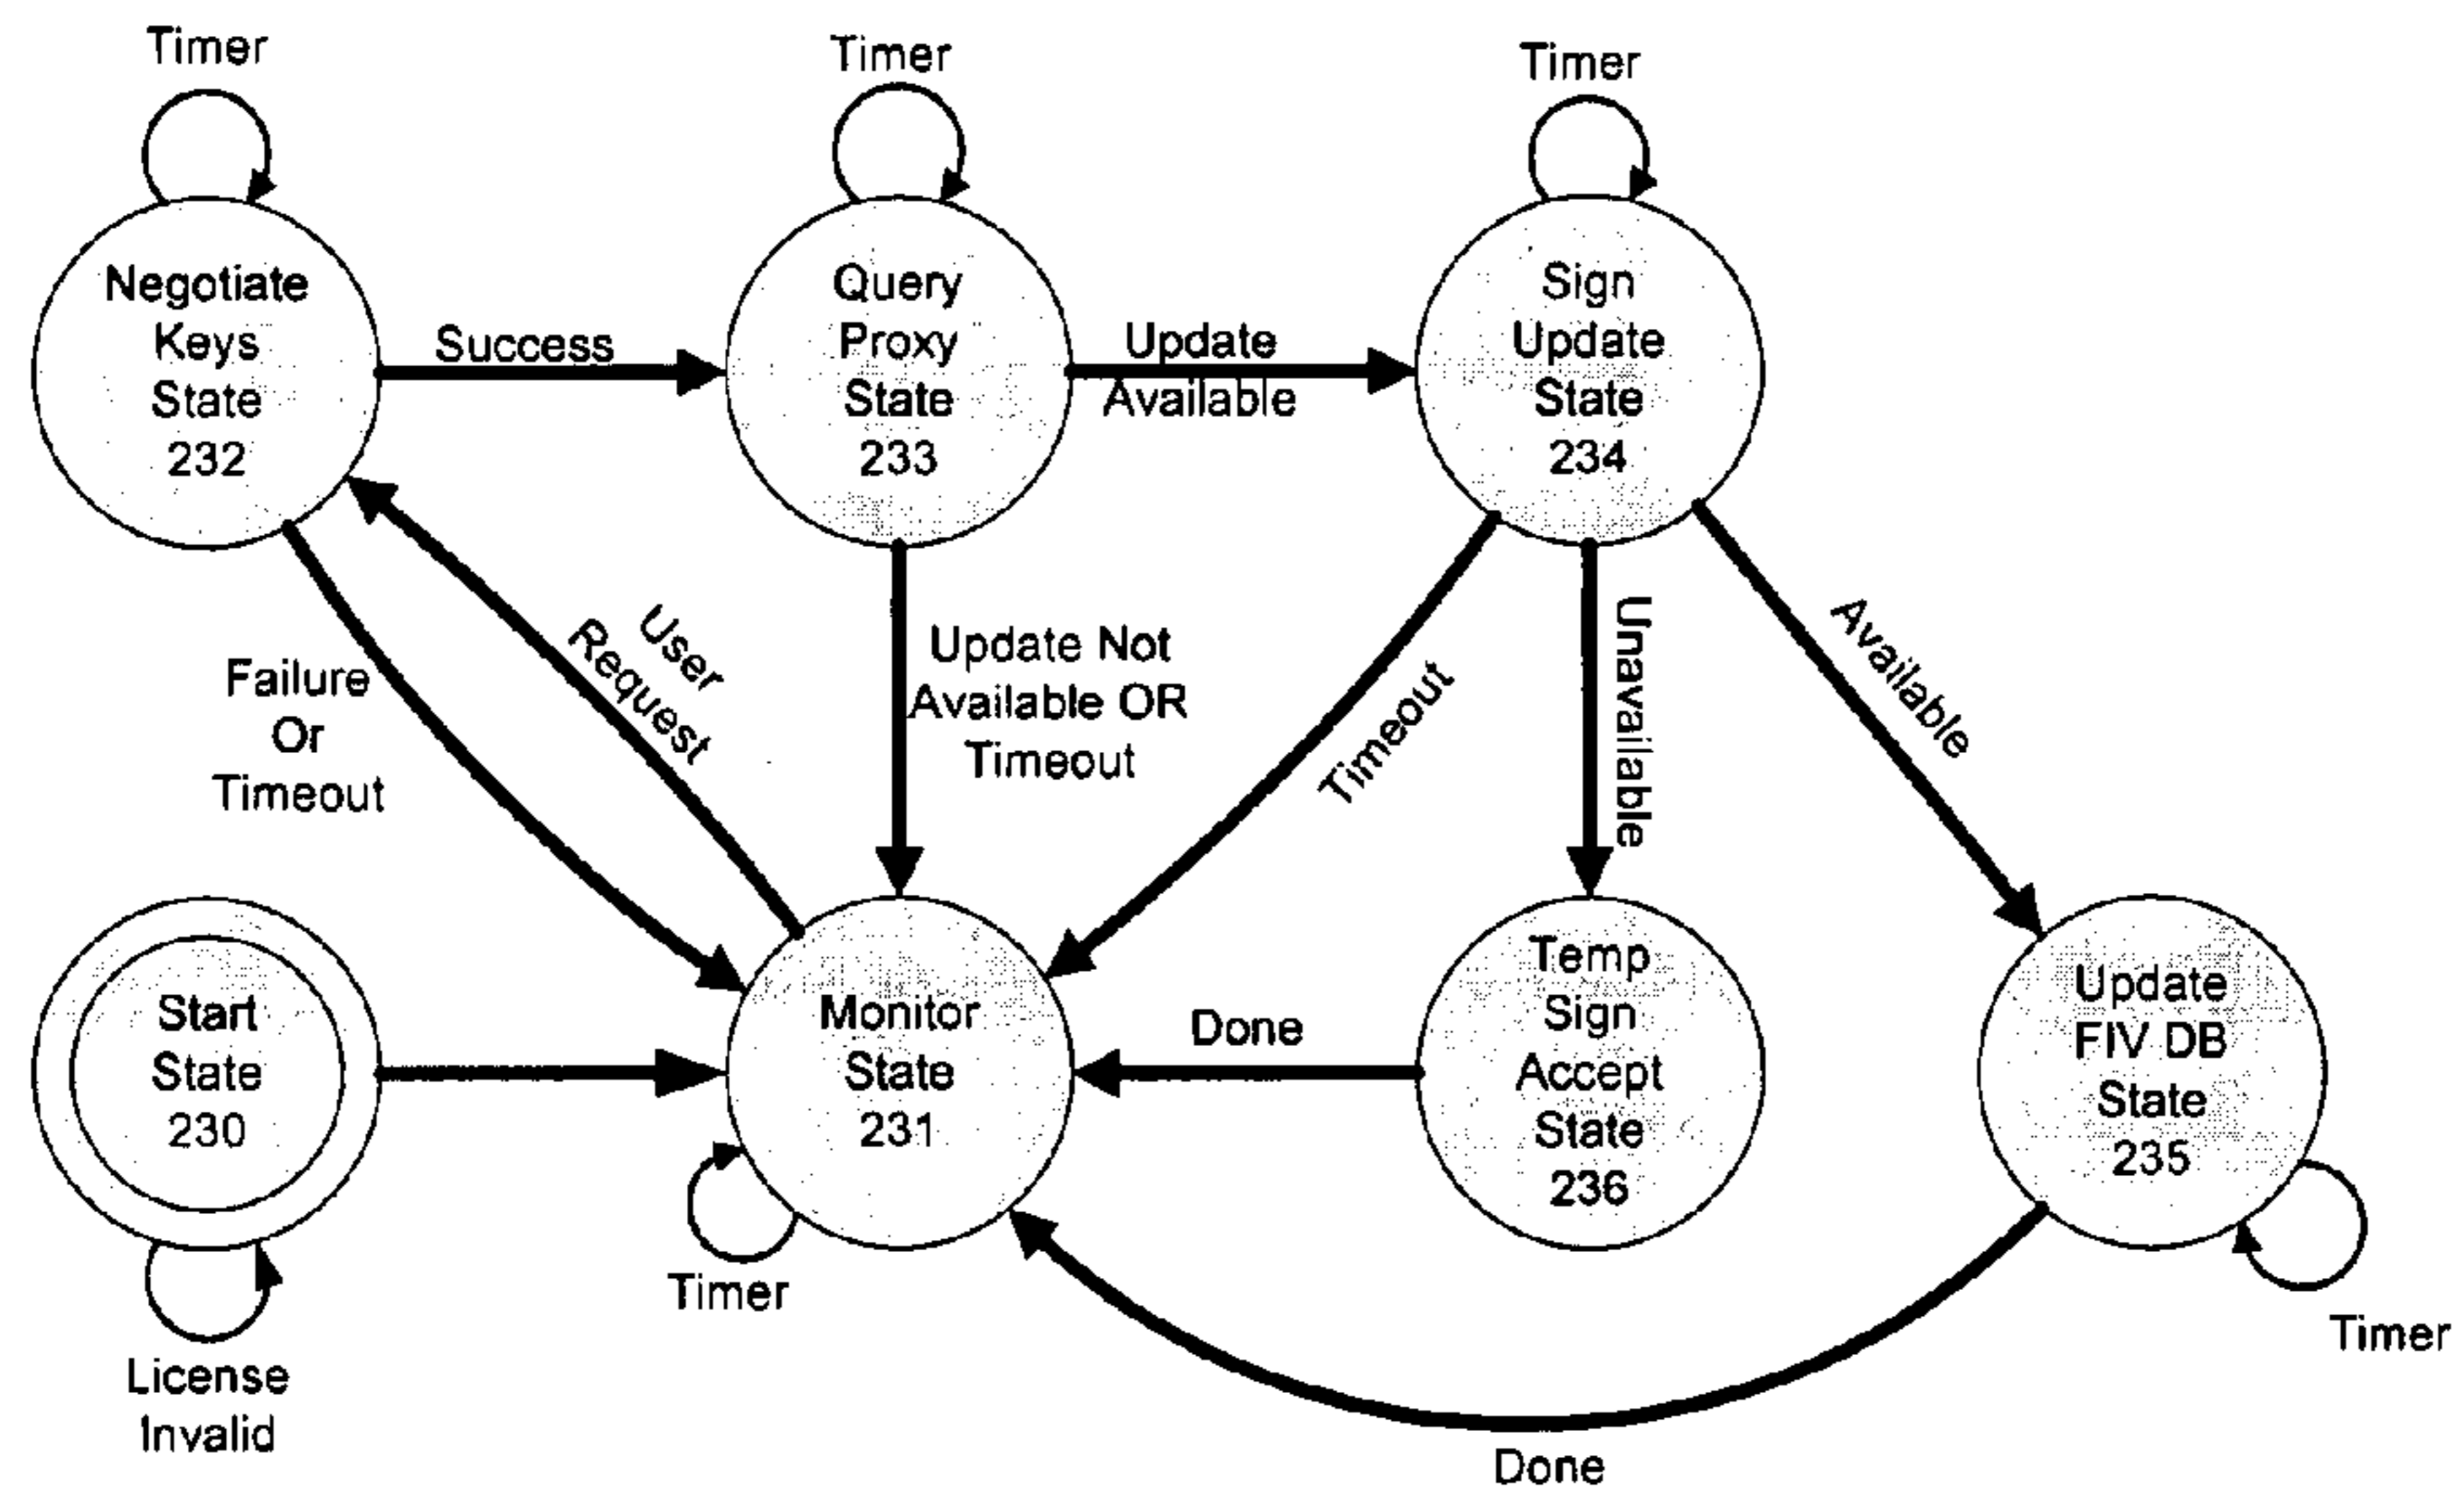 Timer
Timer
Timer
Negotiate
Keys
State
232
Success
Query
Proxy
State
233
Update
Available
Sign
Update
State
234
Failure
Or
Timeout
User
Request
Update Not
Available OR
Timeout
Timeout
Unavailable
Available
Start
State
230
Monitor
State
231
Done
Temp
Sign
Accept
State
236
Update
FIV DB
State
235
License
Invalid
Timer
Timer
Done